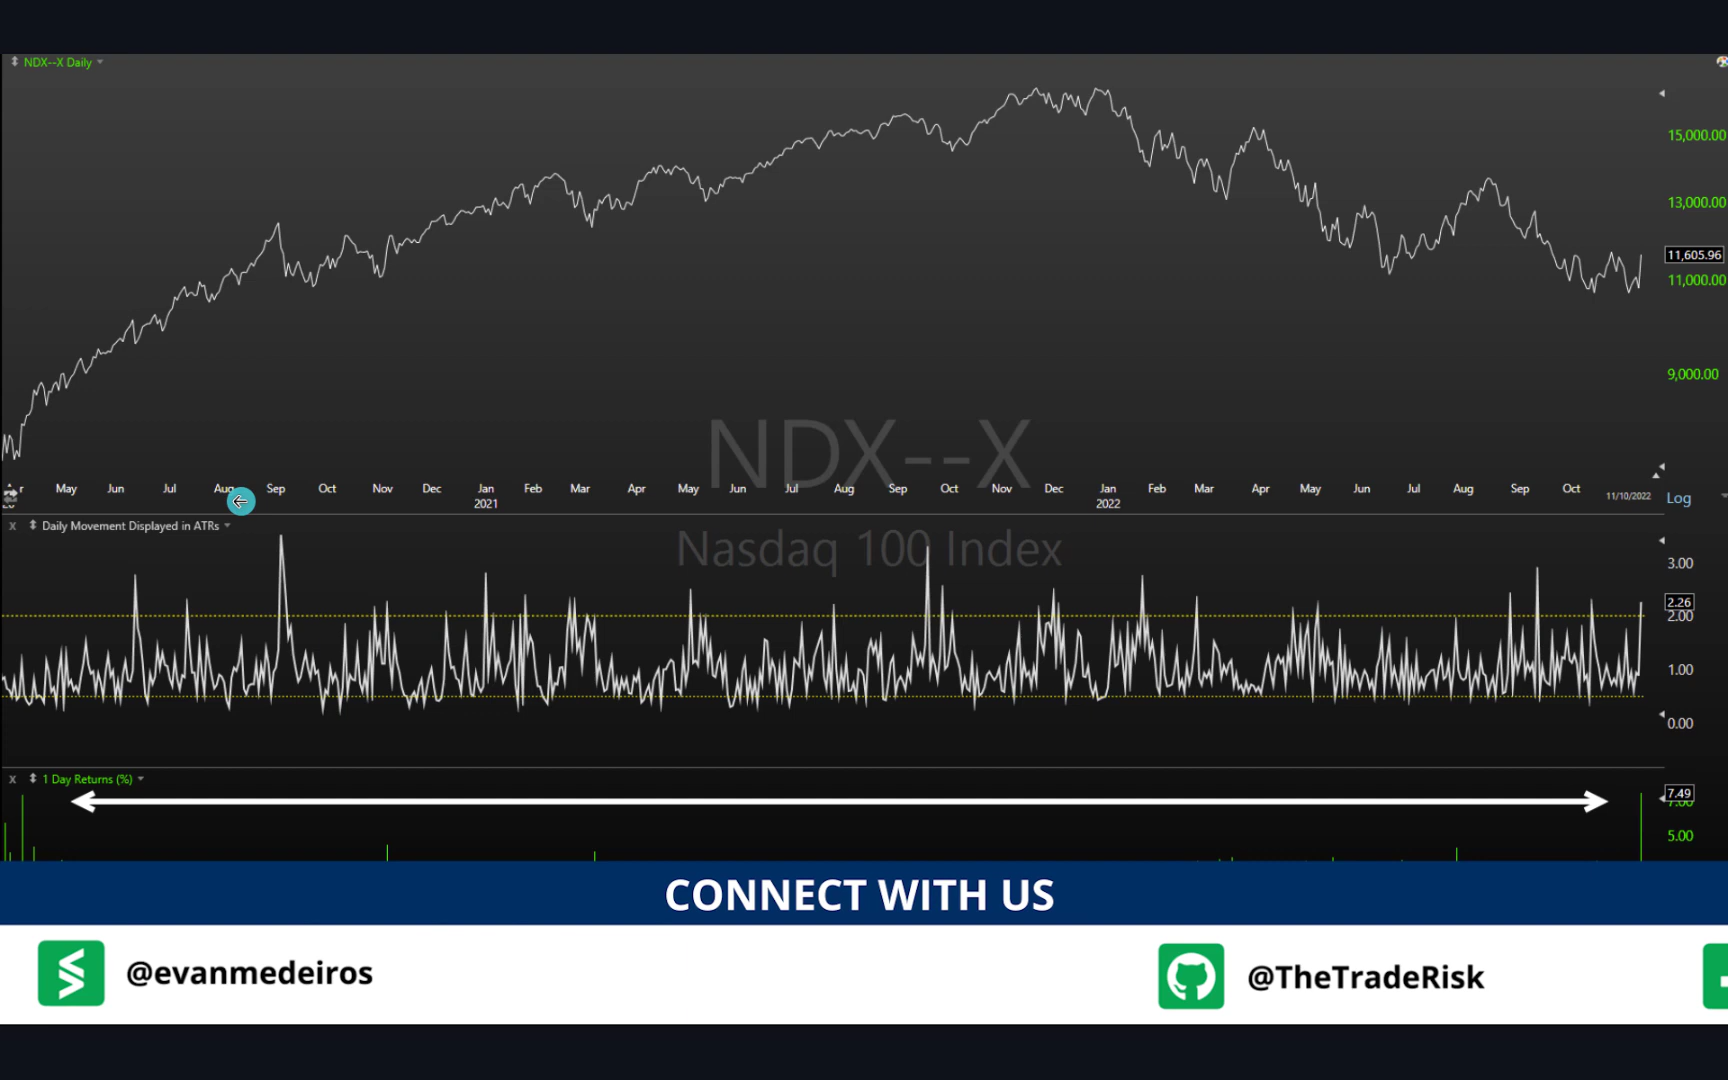 NDX--X Daily
15,000.00
13,000.00
11,605.96
11,000.00
9,000.00
NDX--X
May Jun Jul Aug Sep Oct Nov Dec Jan Feb Mar Apr May Jun Jul Aug Sep Oct Nov Dec Jan Feb Mar Apr May Jun Jul Aug Sep Oct 11/10/2022 Log
2021 2022
Daily Movement Displayed in ATRs
Nasdaq 100 Index
3.00
2.26
2.00
1.00
0.00
1 Day Returns (%)
7.49
7.00
5.00
CONNECT WITH US
@evanmedeiros
@TheTradeRisk